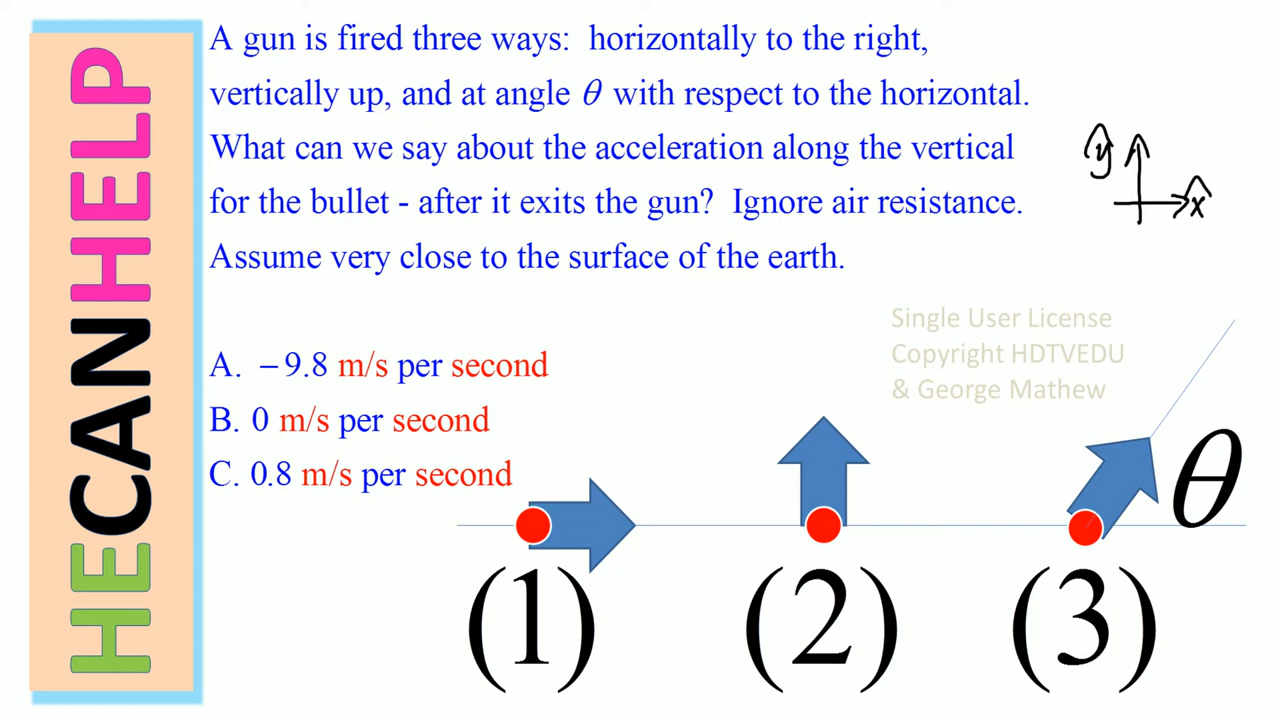 HECANHELP
A gun is fired three ways: horizontally to the right,
vertically up, and at angle θ with respect to the horizontal.
What can we say about the acceleration along the vertical
for the bullet - after it exits the gun? Ignore air resistance.
Assume very close to the surface of the earth.
ŷ
x̂
Single User License
Copyright HDTVEDU
& George Mathew
A. −9.8 m/s per second
B. 0 m/s per second
C. 0.8 m/s per second
θ
(1) (2) (3)